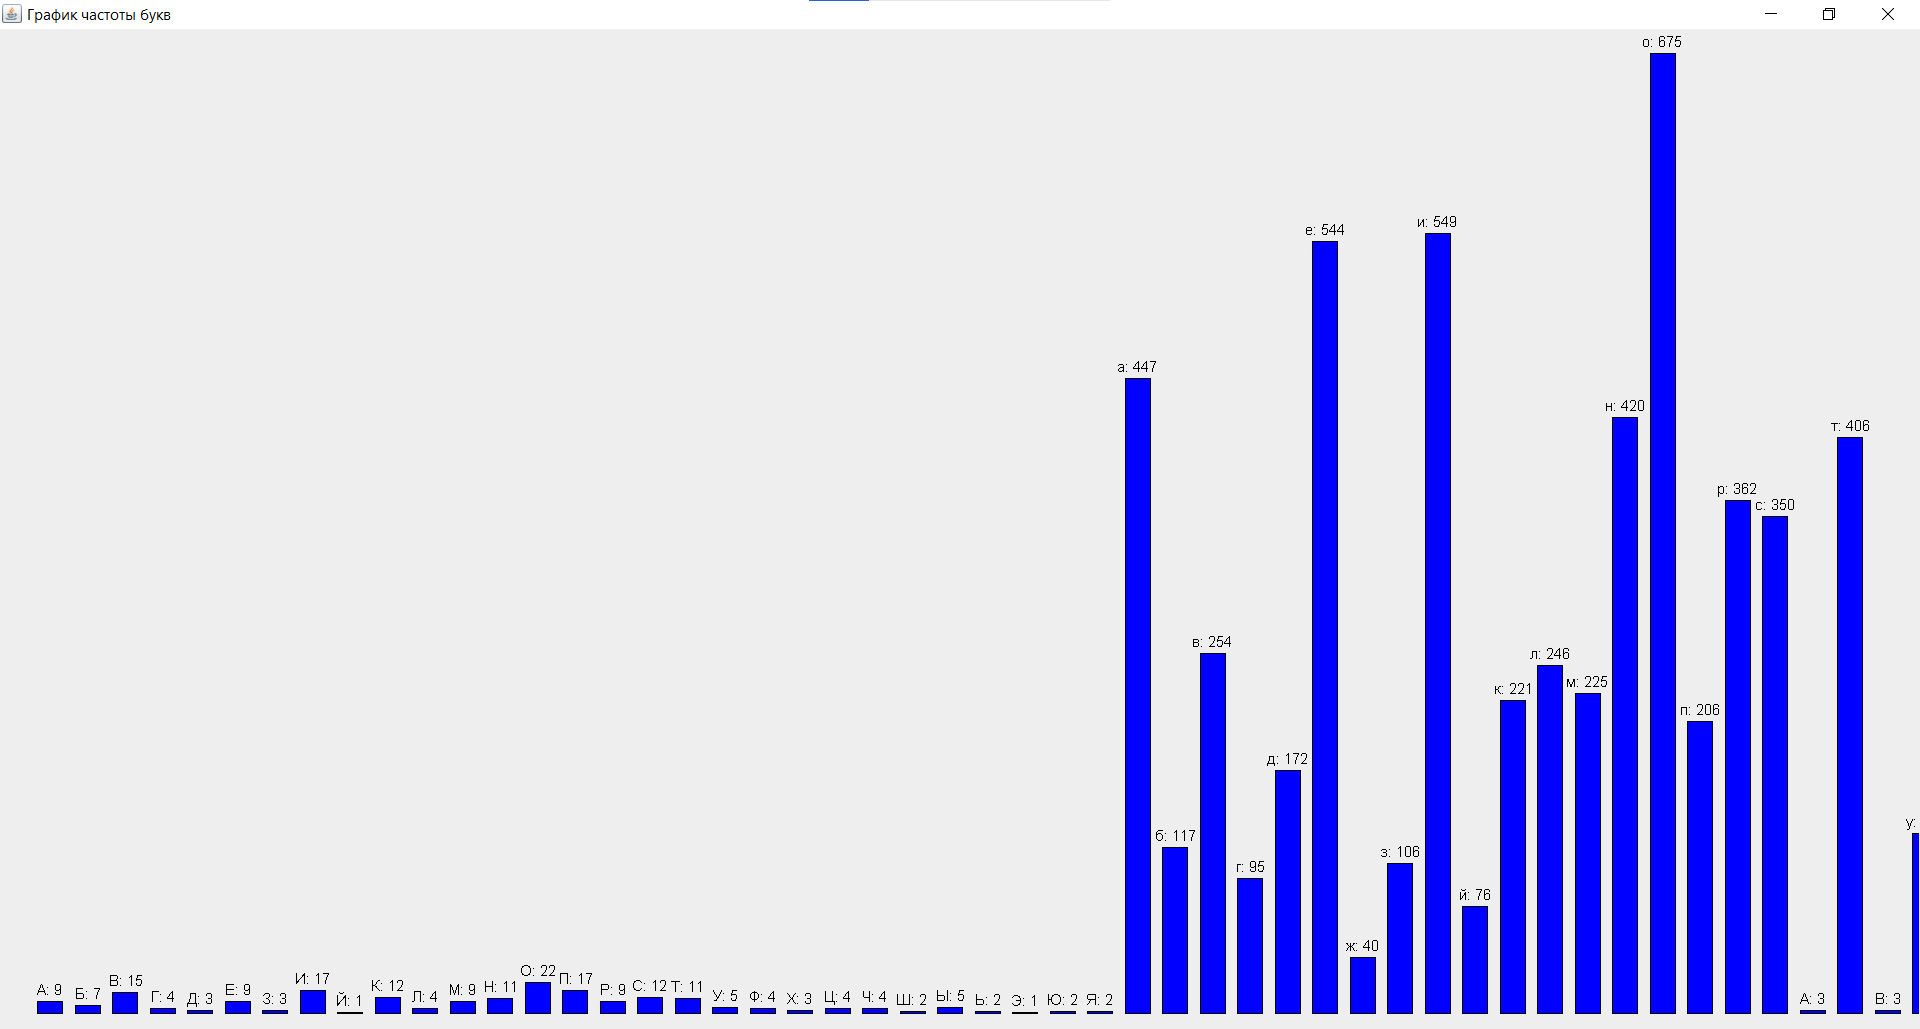 График частоты букв
А: 9
Б: 7
В: 15
Г: 4
Д: 3
Е: 9
З: 3
И: 17
Й: 1
К: 12
Л: 4
М: 9
Н: 11
О: 22
П: 17
Р: 9
С: 12
Т: 11
У: 5
Ф: 4
Х: 3
Ц: 4
Ч: 4
Ш: 2
Ы: 5
Ь: 2
Э: 1
Ю: 2
Я: 2
а: 447
б: 117
в: 254
г: 95
д: 172
е: 544
ж: 40
з: 106
и: 549
й: 76
к: 221
л: 246
м: 225
н: 420
о: 675
п: 206
р: 362
с: 350
A: 3
т: 406
B: 3
у: